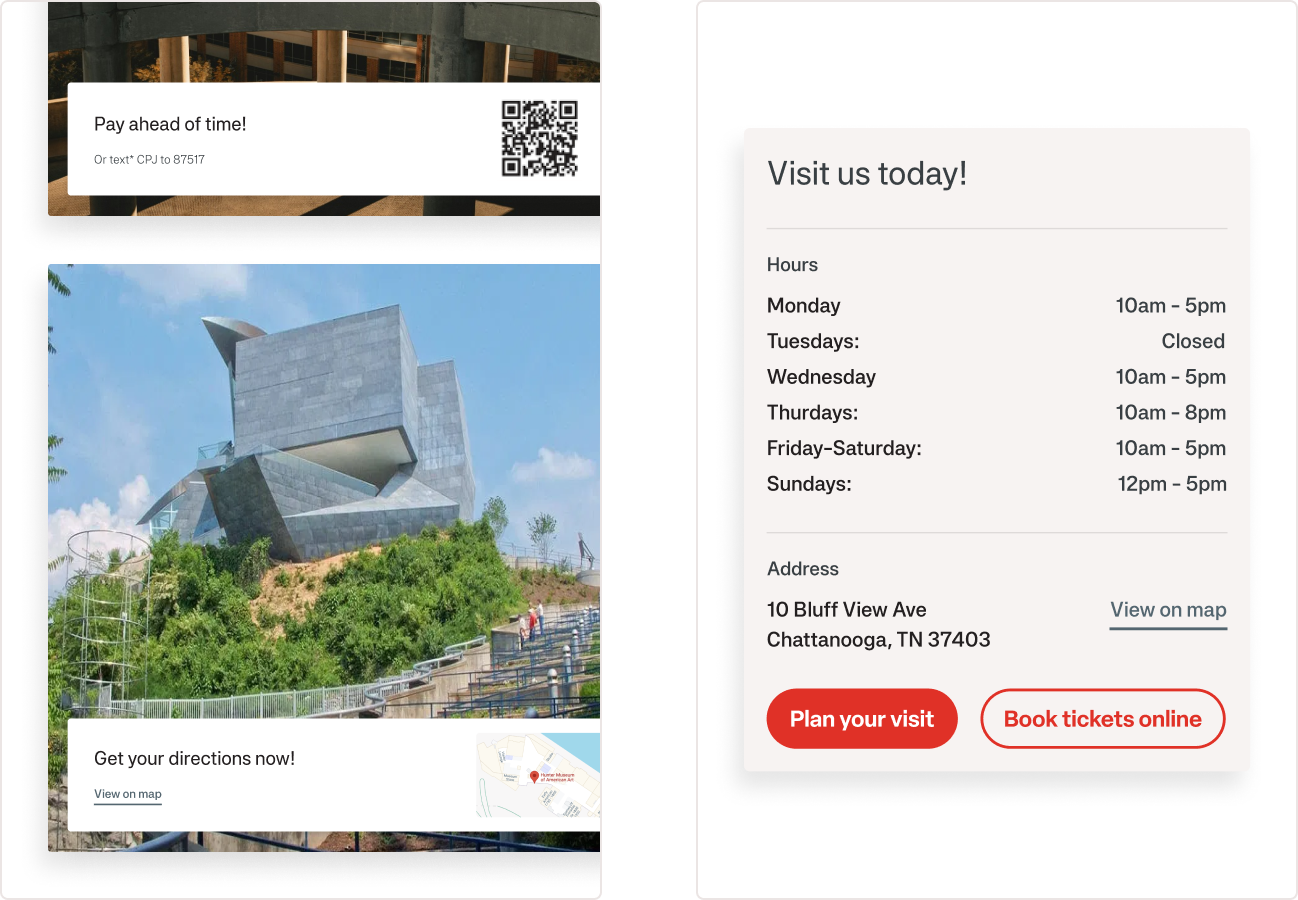 Pay ahead of time!
Or text* CPJ to 87517
Get your directions now!
View on map
Hunter Museum
of American Art
Visit us today!
Hours
Monday 10am - 5pm
Tuesdays: Closed
Wednesday 10am - 5pm
Thurdays: 10am - 8pm
Friday-Saturday: 10am - 5pm
Sundays: 12pm - 5pm
Address
10 Bluff View Ave View on map
Chattanooga, TN 37403
Plan your visit Book tickets online